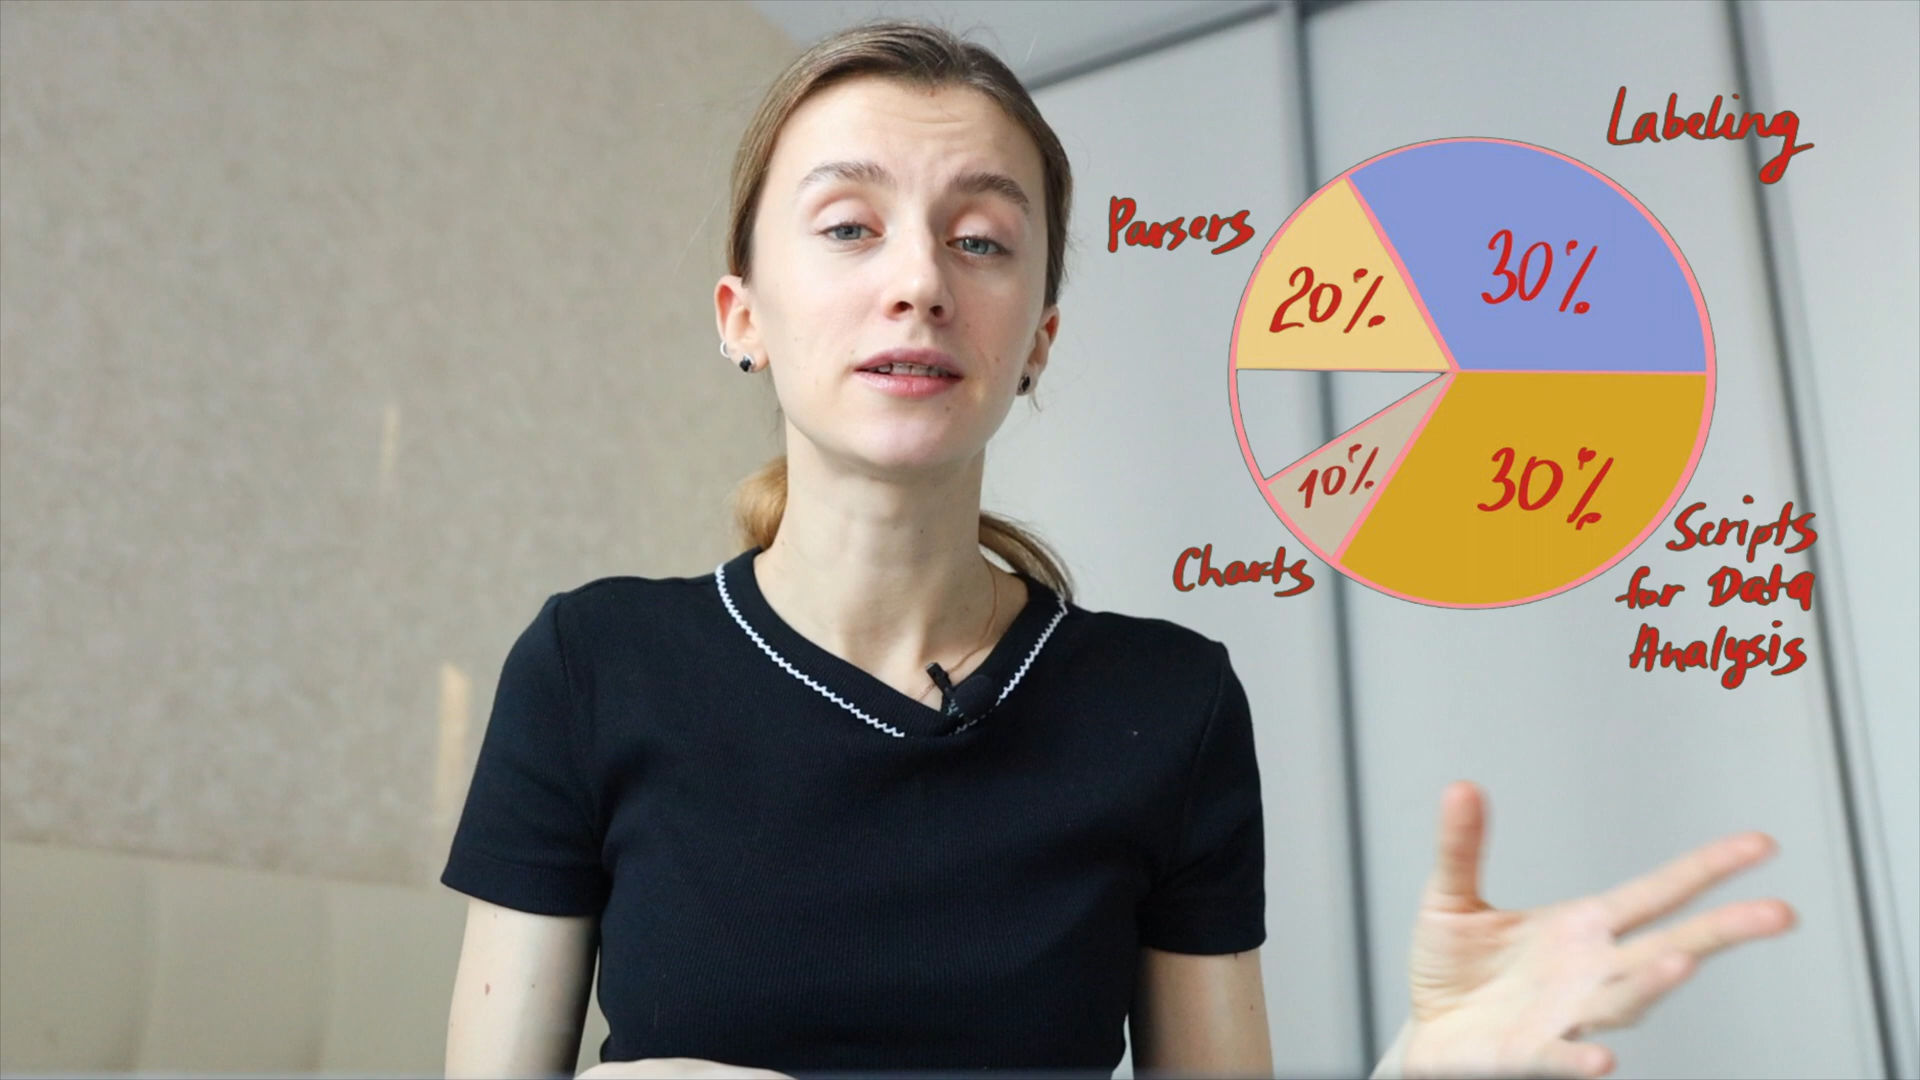 Labeling
Parsers
20%
30%
10%
30%
Charts
Scripts
for Data
Analysis